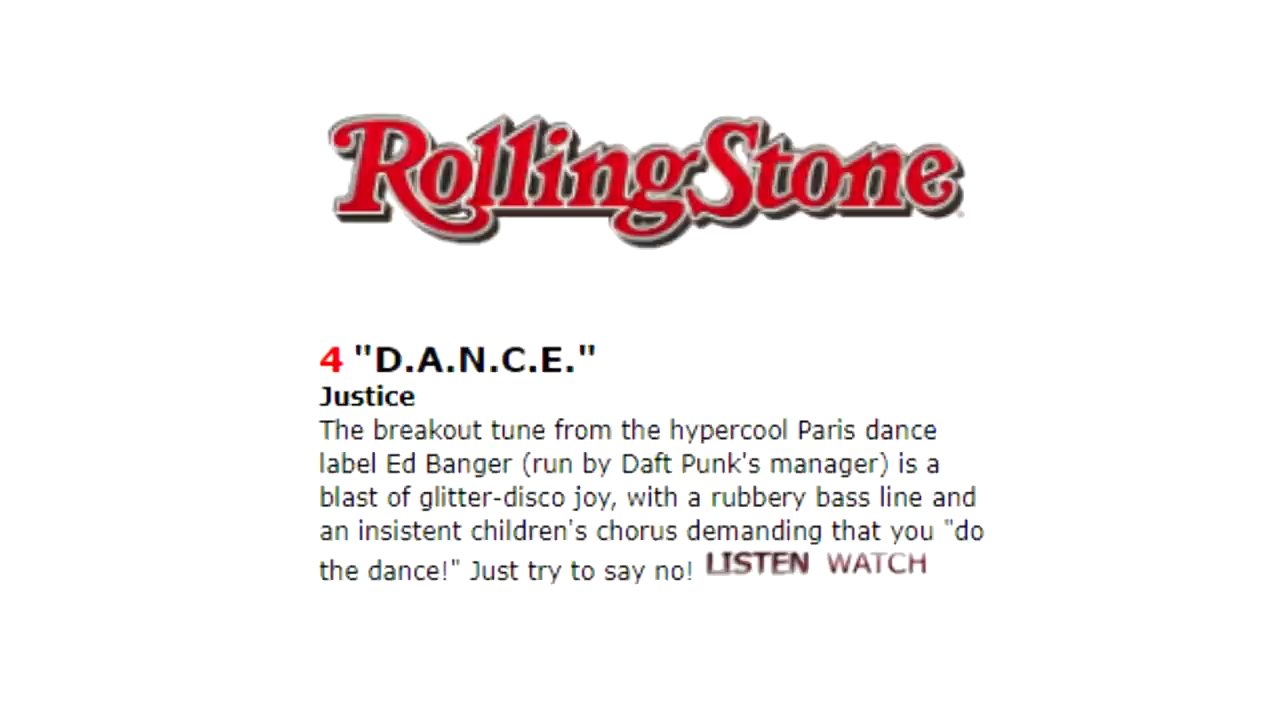 RollingStone
4 "D.A.N.C.E."
Justice
The breakout tune from the hypercool Paris dance
label Ed Banger (run by Daft Punk's manager) is a
blast of glitter-disco joy, with a rubbery bass line and
an insistent children's chorus demanding that you "do
the dance!" Just try to say no! LISTEN WATCH